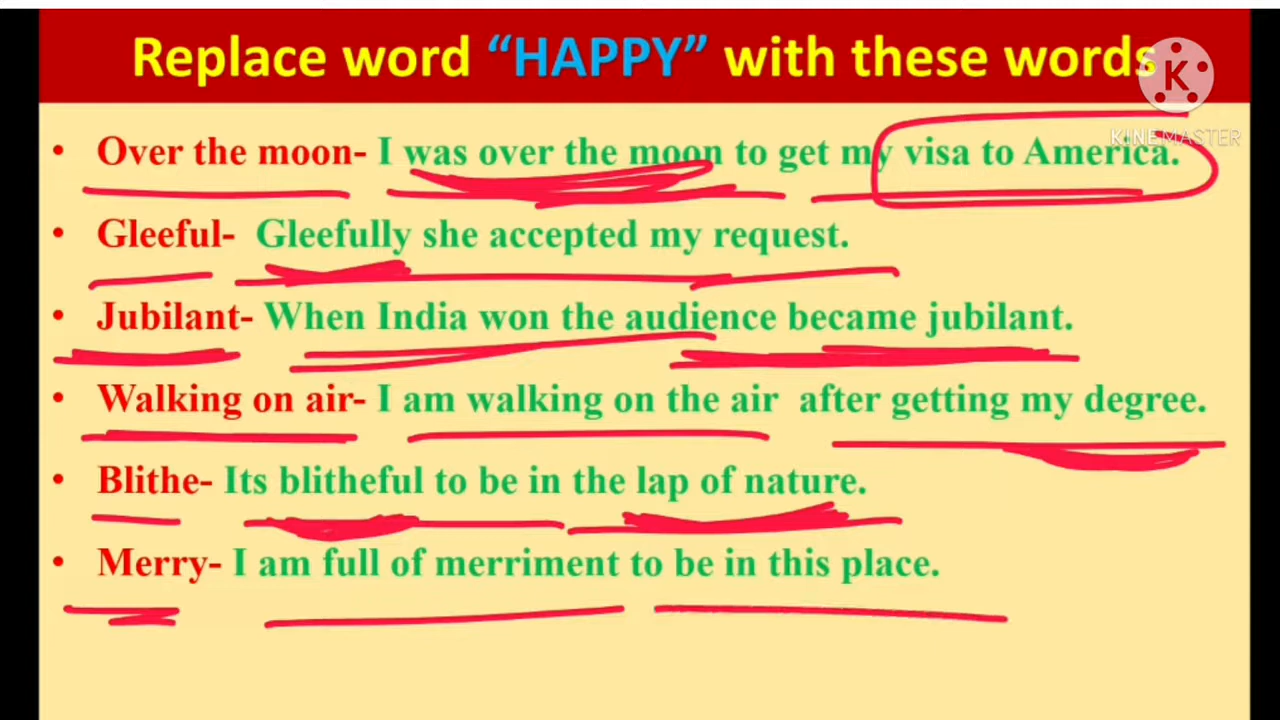 Replace word “HAPPY” with these words
K
KINEMASTER
• Over the moon- I was over the moon to get my visa to America.
• Gleeful- Gleefully she accepted my request.
• Jubilant- When India won the audience became jubilant.
• Walking on air- I am walking on the air after getting my degree.
• Blithe- Its blitheful to be in the lap of nature.
• Merry- I am full of merriment to be in this place.